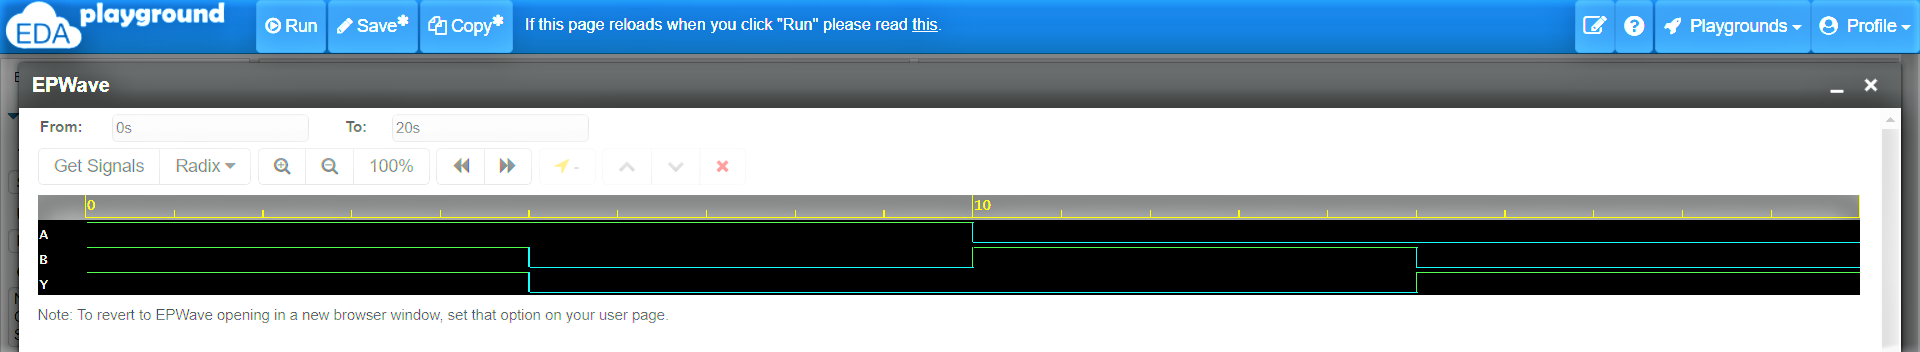 EDA playground
Run Save* Copy* If this page reloads when you click "Run" please read this. Playgrounds Profile
EPWave
From: 0s To: 20s
Get Signals Radix 100% -
0 10
A
B
Y
Note: To revert to EPWave opening in a new browser window, set that option on your user page.